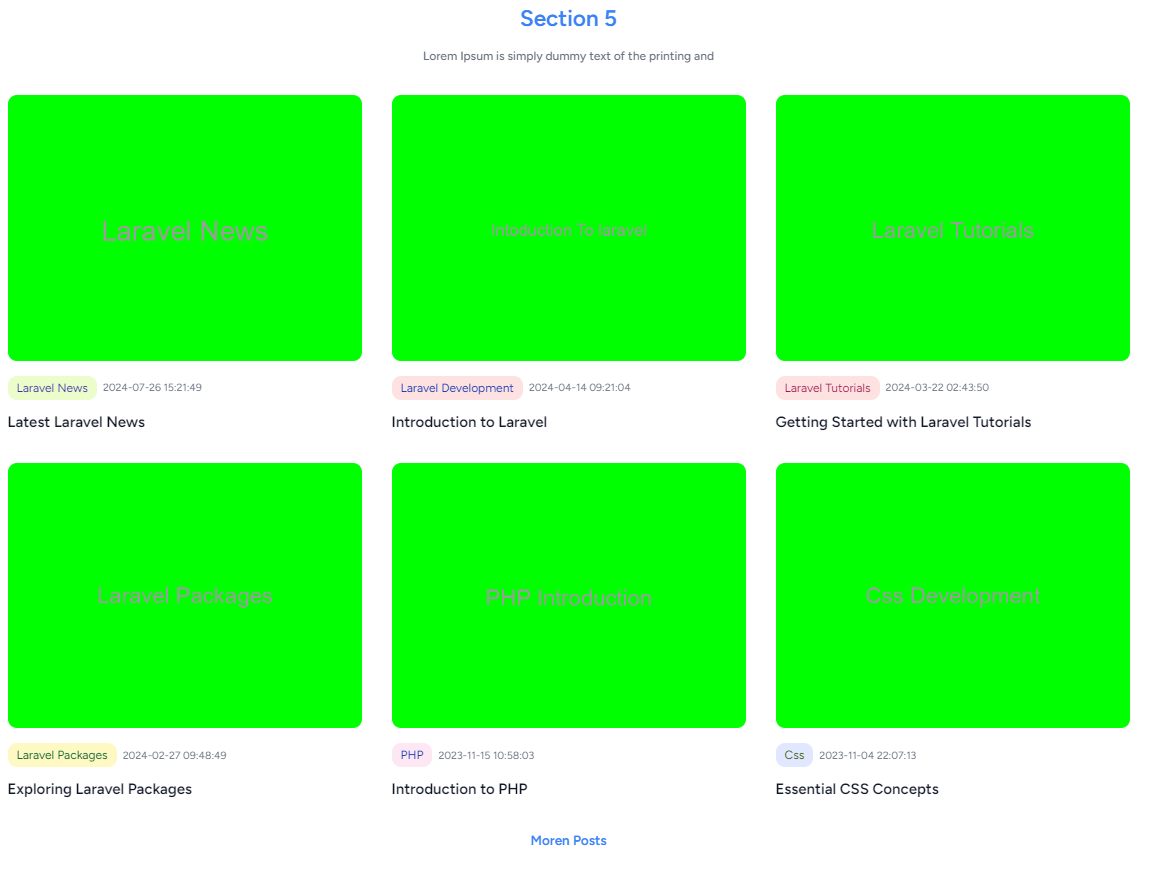 Section 5
Lorem Ipsum is simply dummy text of the printing and
Laravel News
Intoduction To laravel
Laravel Tutorials
Laravel News 2024-07-26 15:21:49
Laravel Development 2024-04-14 09:21:04
Laravel Tutorials 2024-03-22 02:43:50
Latest Laravel News
Introduction to Laravel
Getting Started with Laravel Tutorials
Laravel Packages
PHP Introduction
Css Development
Laravel Packages 2024-02-27 09:48:49
PHP 2023-11-15 10:58:03
Css 2023-11-04 22:07:13
Exploring Laravel Packages
Introduction to PHP
Essential CSS Concepts
Moren Posts